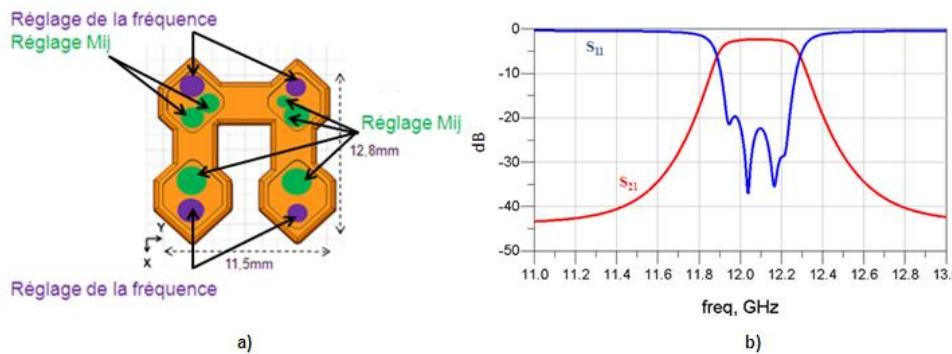 Réglage de la fréquence
Réglage Mij
Réglage Mij
12,8mm
Y
X
11,5mm
Réglage de la fréquence
a)
0
-10
-20
-30
-40
-50
dB
S11
S21
11.0 11.2 11.4 11.6 11.8 12.0 12.2 12.4 12.6 12.8 13.
freq, GHz
b)